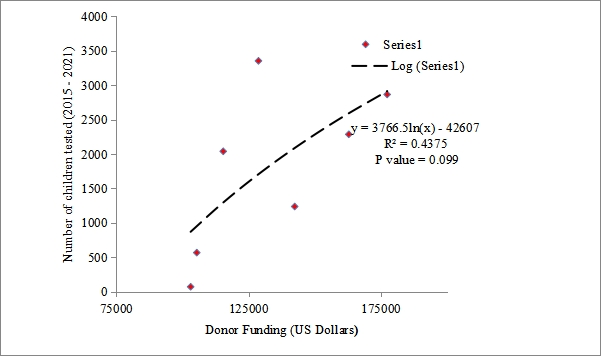 4000
3500
3000
2500
2000
1500
1000
500
0
Number of children tested (2015 - 2021)
Series1
Log (Series1)
y = 3766.5ln(x) - 42607
R² = 0.4375
P value = 0.099
75000 125000 175000
Donor Funding (US Dollars)